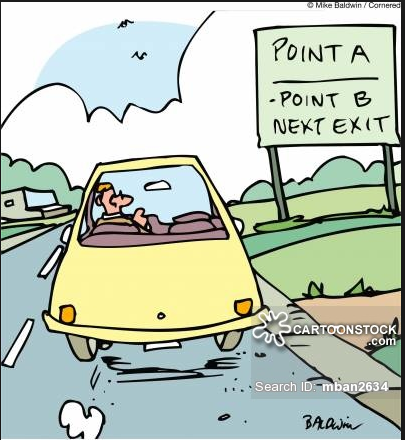 © Mike Baldwin / Cornered
POINT A
-POINT B
NEXT EXIT
CARTOONSTOCK
.com
Search ID: mban2634
BALDWIN